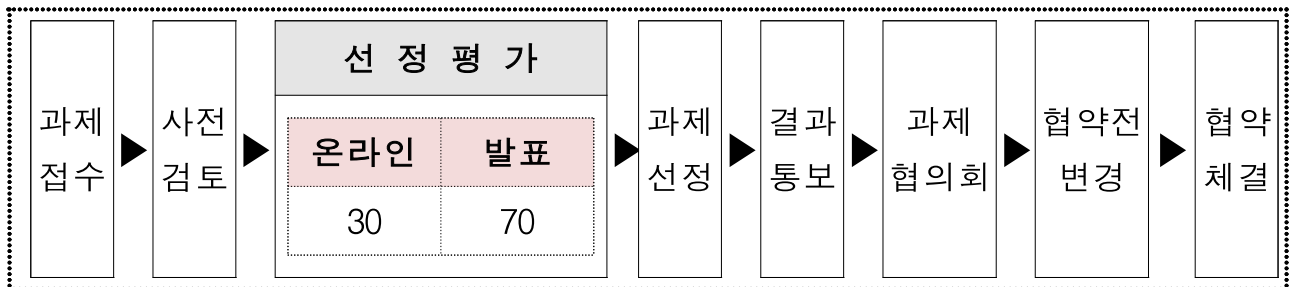 과제
접수
▶
사전
검토
▶
선 정 평 가
온라인 발표
30 70
▶
과제
선정
▶
결과
통보
▶
과제
협의회
▶
협약전
변경
▶
협약
체결